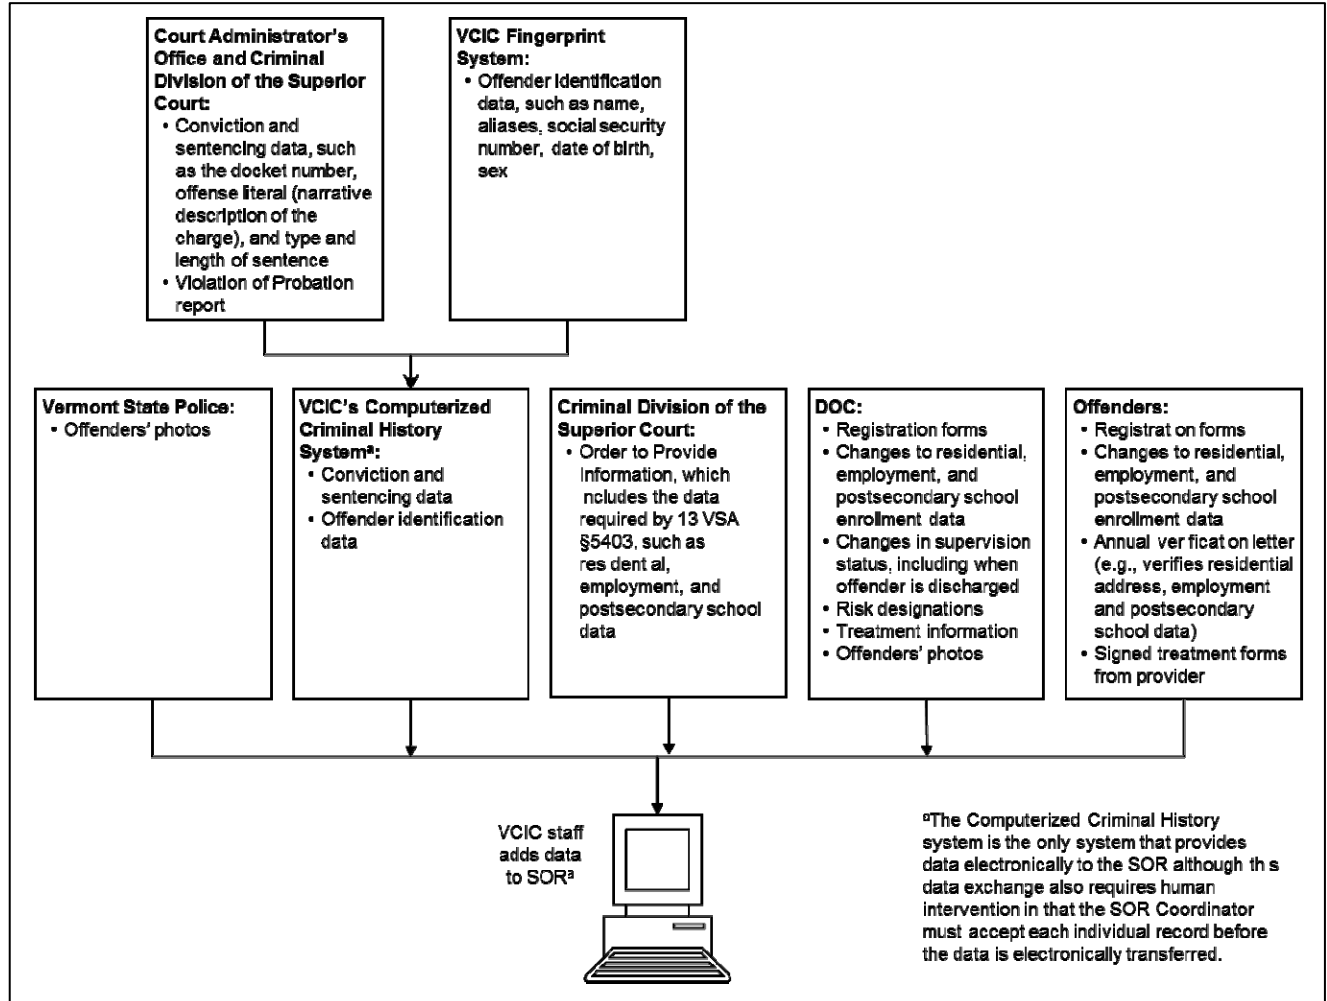 Court Administrator's
Office and Criminal
Division of the Superior
Court:
• Conviction and
sentencing data, such
as the docket number,
offense literal (narrative
description of the
charge), and type and
length of sentence
• Violation of Probation
report
VCIC Fingerprint
System:
• Offender identification
data, such as name,
aliases, social security
number, date of birth,
sex
Vermont State Police:
• Offenders' photos
VCIC's Computerized
Criminal History
Systemᵃ:
• Conviction and
sentencing data
• Offender identification
data
Criminal Division of the
Superior Court:
• Order to Provide
Information, which
includes the data
required by 13 VSA
§5403, such as
res dent al,
employment, and
postsecondary school
data
DOC:
• Registration forms
• Changes to residential,
employment, and
postsecondary school
enrollment data
• Changes in supervision
status, including when
offender is discharged
• Risk designations
• Treatment information
• Offenders' photos
Offenders:
• Registrat on forms
• Changes to residential,
employment, and
postsecondary school
enrollment data
• Annual ver ficat on letter
(e.g., verifies residential
address, employment
and postsecondary
school data)
• Signed treatment forms
from provider
VCIC staff
adds data
to SORᵃ
ᵃThe Computerized Criminal History
system is the only system that provides
data electronically to the SOR although th s
data exchange also requires human
intervention in that the SOR Coordinator
must accept each individual record before
the data is electronically transferred.